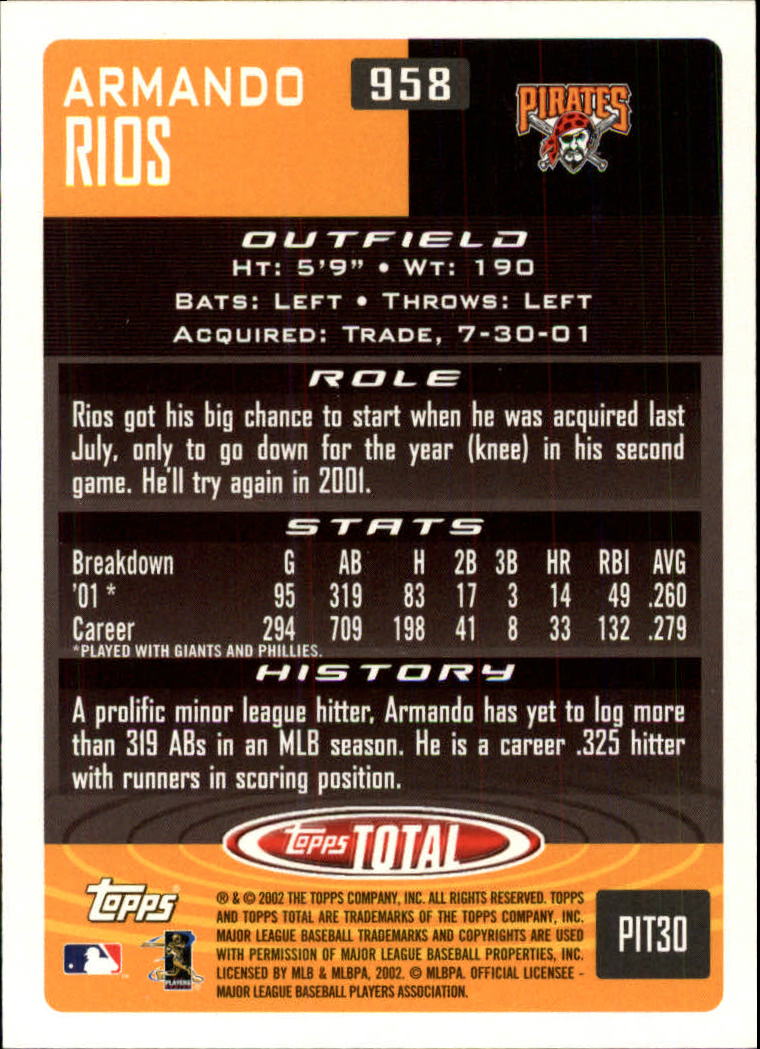 ARMANDO
RIOS
958
PIRATES
OUTFIELD
HT: 5'9" • WT: 190
BATS: LEFT • THROWS: LEFT
ACQUIRED: TRADE, 7-30-01
ROLE
Rios got his big chance to start when he was acquired last
July, only to go down for the year (knee) in his second
game. He'll try again in 2001.
STATS
Breakdown G AB H 2B 3B HR RBI AVG
'01 * 95 319 83 17 3 14 49 .260
Career 294 709 198 41 8 33 132 .279
*PLAYED WITH GIANTS AND PHILLIES.
HISTORY
A prolific minor league hitter, Armando has yet to log more
than 319 ABs in an MLB season. He is a career .325 hitter
with runners in scoring position.
Topps TOTAL
Topps
® & © 2002 THE TOPPS COMPANY, INC. ALL RIGHTS RESERVED. TOPPS
AND TOPPS TOTAL ARE TRADEMARKS OF THE TOPPS COMPANY, INC.
MAJOR LEAGUE BASEBALL TRADEMARKS AND COPYRIGHTS ARE USED
WITH PERMISSION OF MAJOR LEAGUE BASEBALL PROPERTIES, INC.
LICENSED BY MLB & MLBPA, 2002. © MLBPA. OFFICIAL LICENSEE -
MAJOR LEAGUE BASEBALL PLAYERS ASSOCIATION.
PLAYERS
PIT30